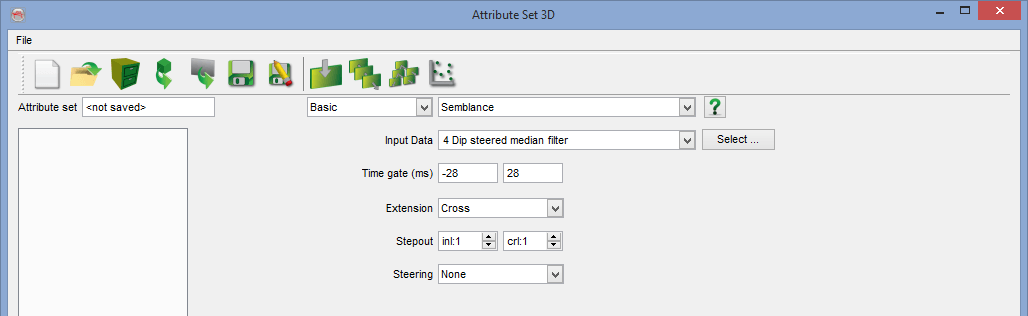 Attribute Set 3D
File
Attribute set <not saved> Basic Semblance ?
Input Data 4 Dip steered median filter Select ...
Time gate (ms) -28 28
Extension Cross
Stepout inl:1 crl:1
Steering None